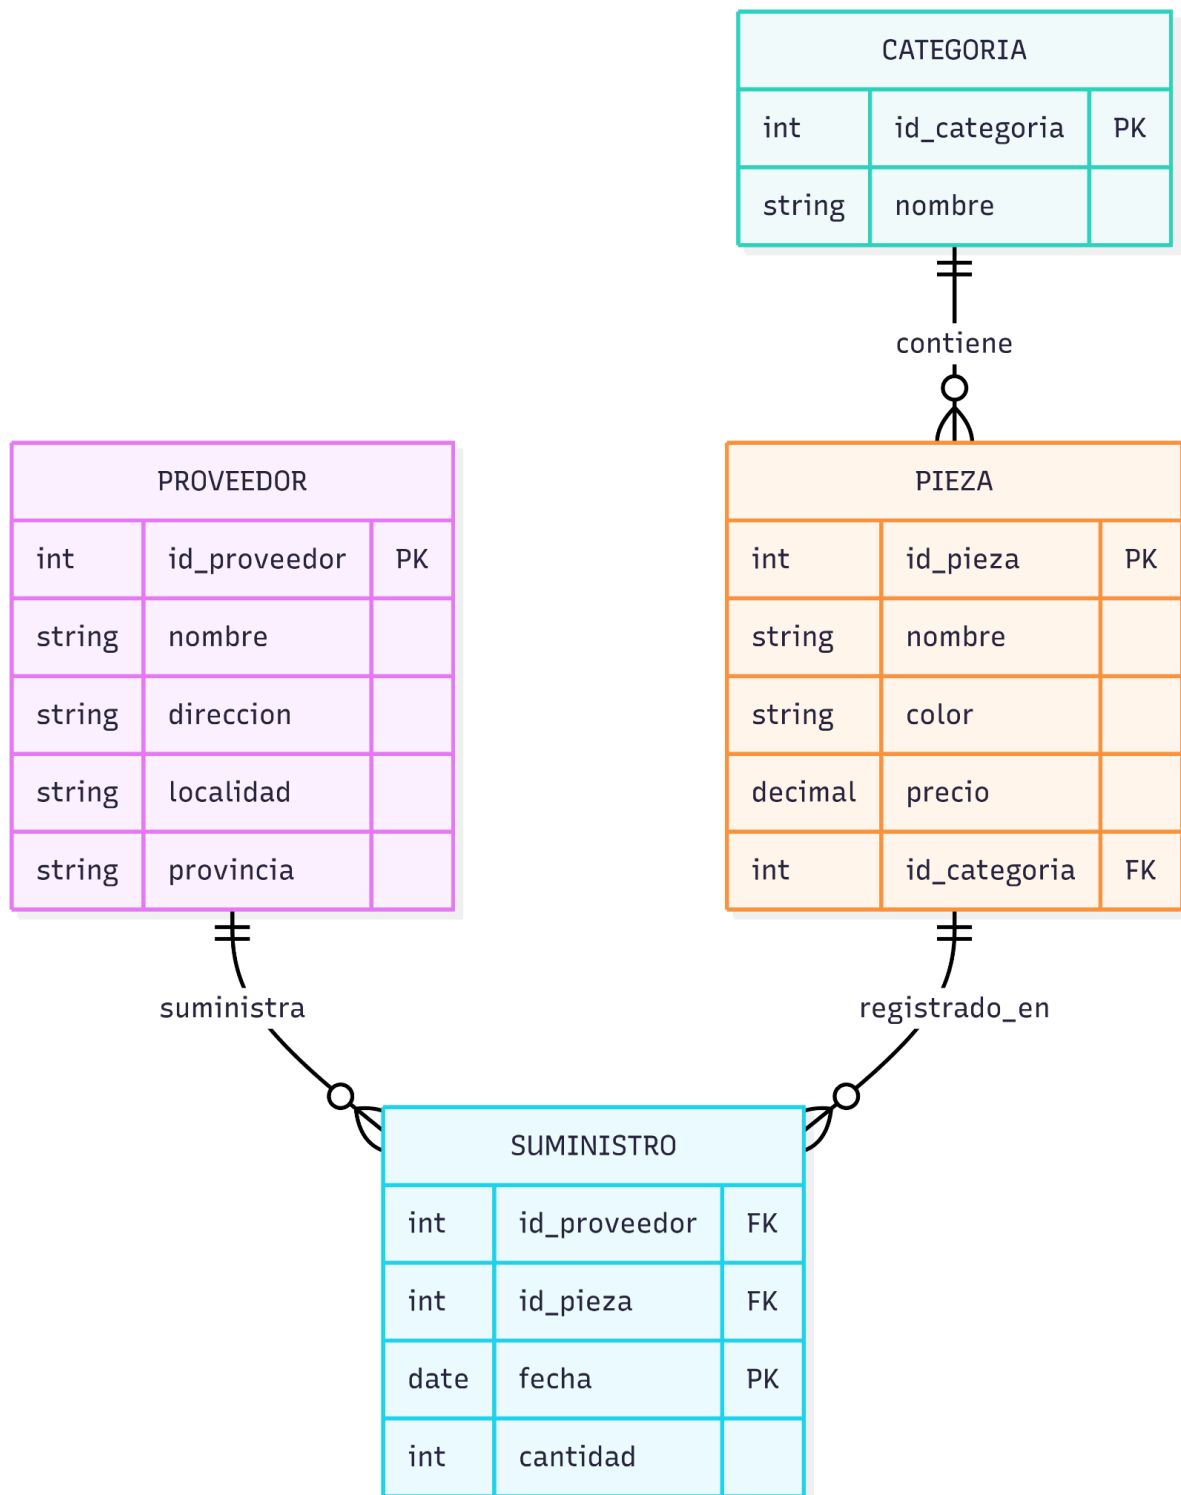 CATEGORIA
int id_categoria PK
string nombre
contiene
PROVEEDOR
int id_proveedor PK
string nombre
string direccion
string localidad
string provincia
PIEZA
int id_pieza PK
string nombre
string color
decimal precio
int id_categoria FK
suministra
registrado_en
SUMINISTRO
int id_proveedor FK
int id_pieza FK
date fecha PK
int cantidad